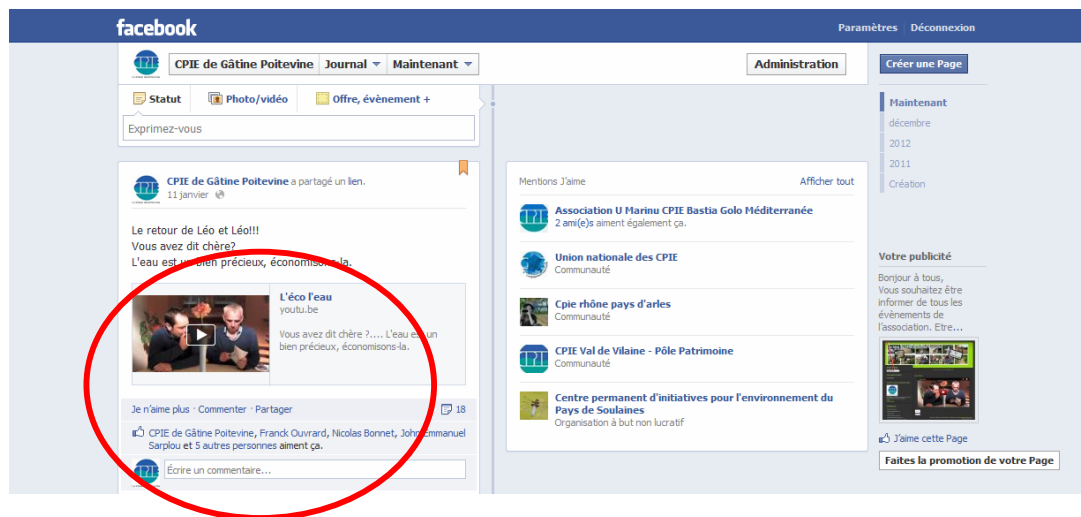 facebook
Paramètres Déconnexion
CPIE de Gâtine Poitevine Journal Maintenant
Administration
Créer une Page
Statut Photo/vidéo Offre, évènement +
Exprimez-vous
Maintenant
décembre
2012
2011
Création
CPIE de Gâtine Poitevine a partagé un lien.
11 janvier
Le retour de Léo et Léo!!!
Vous avez dit chère?
L'eau est un bien précieux, économisons-la.
L'éco l'eau
youtu.be
Vous avez dit chère ?.... L'eau est un
bien précieux, économisons-la.
Je n'aime plus · Commenter · Partager
18
CPIE de Gâtine Poitevine, Franck Ouvrard, Nicolas Bonnet, John Emmanuel
Sarplou et 5 autres personnes aiment ça.
CPIE
Écrire un commentaire...
Mentions J'aime Afficher tout
Association U Marinu CPIE Bastia Golo Méditerranée
2 ami(e)s aiment également ça.
Union nationale des CPIE
Communauté
Cpie rhône pays d'arles
Communauté
CPIE Val de Vilaine - Pôle Patrimoine
Communauté
Centre permanent d'initiatives pour l'environnement du
Pays de Soulaines
Organisation à but non lucratif
Votre publicité
Bonjour à tous,
Vous souhaitez être
informer de tous les
évènements de
l'association. Etre...
J'aime cette Page
Faites la promotion de votre Page